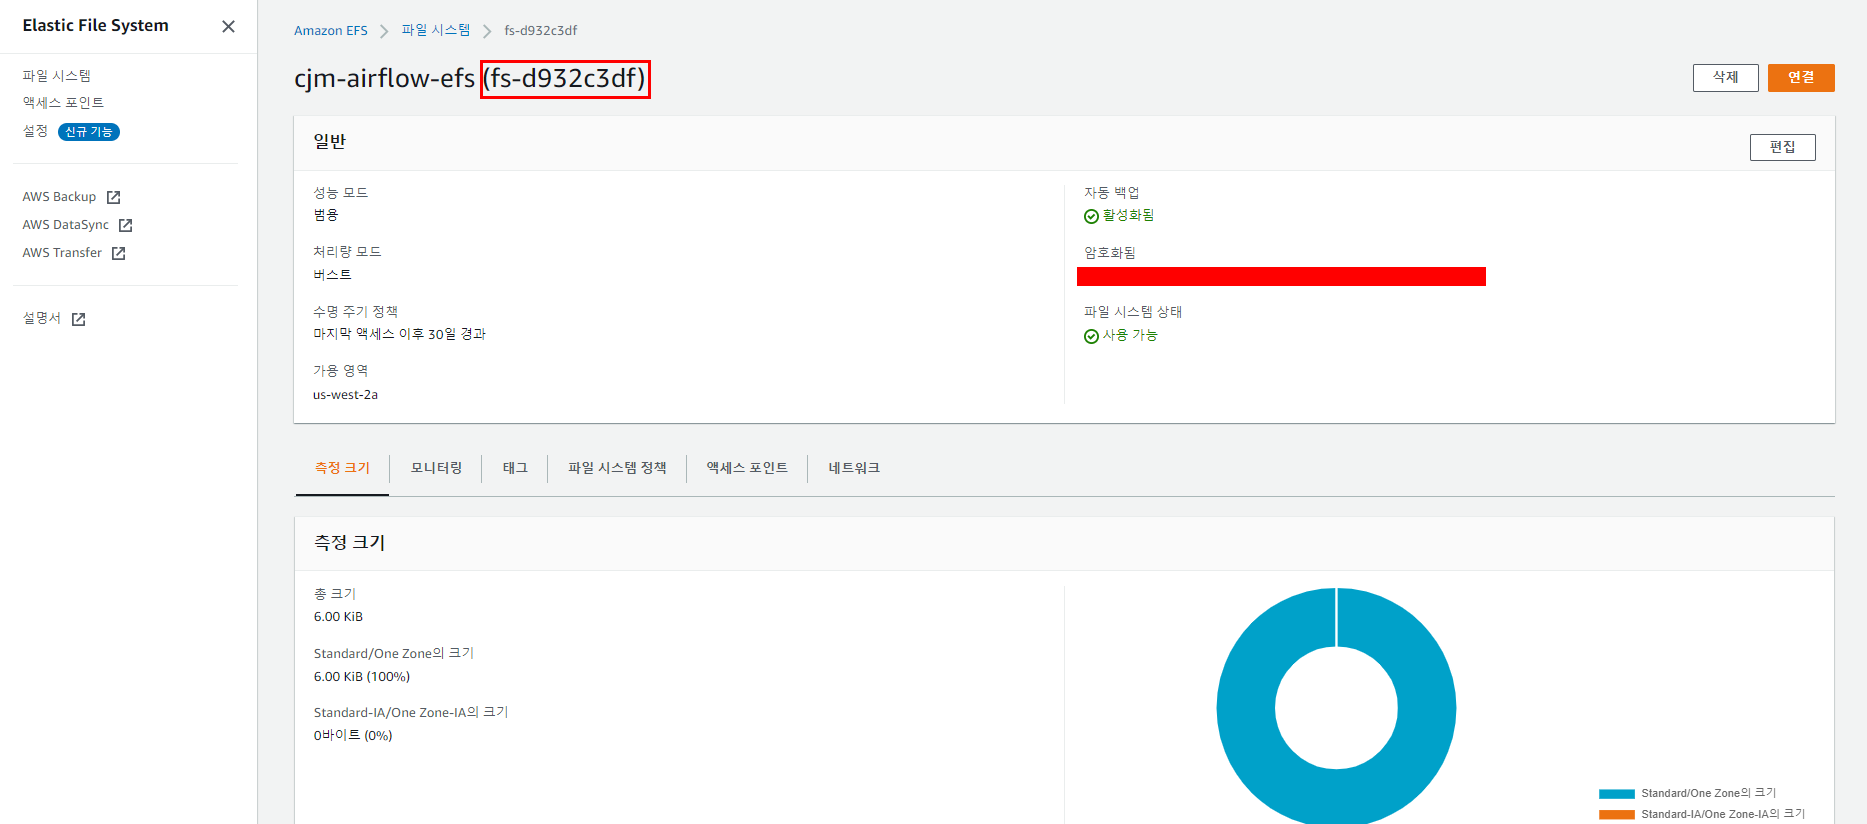 Elastic File System
파일 시스템
액세스 포인트
설정 신규 기능
AWS Backup
AWS DataSync
AWS Transfer
설명서
Amazon EFS 파일 시스템 fs-d932c3df
cjm-airflow-efs (fs-d932c3df)
삭제 연결
일반
편집
성능 모드
범용
처리량 모드
버스트
수명 주기 정책
마지막 액세스 이후 30일 경과
가용 영역
us-west-2a
자동 백업
활성화됨
암호화됨
파일 시스템 상태
사용 가능
측정 크기 모니터링 태그 파일 시스템 정책 액세스 포인트 네트워크
측정 크기
총 크기
6.00 KiB
Standard/One Zone의 크기
6.00 KiB (100%)
Standard-IA/One Zone-IA의 크기
0바이트 (0%)
Standard/One Zone의 크기
Standard-IA/One Zone-IA의 크기